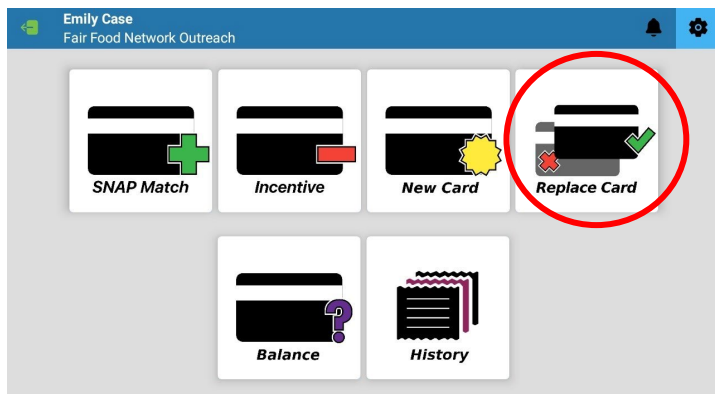 Emily Case
Fair Food Network Outreach
SNAP Match
Incentive
New Card
Replace Card
Balance
History